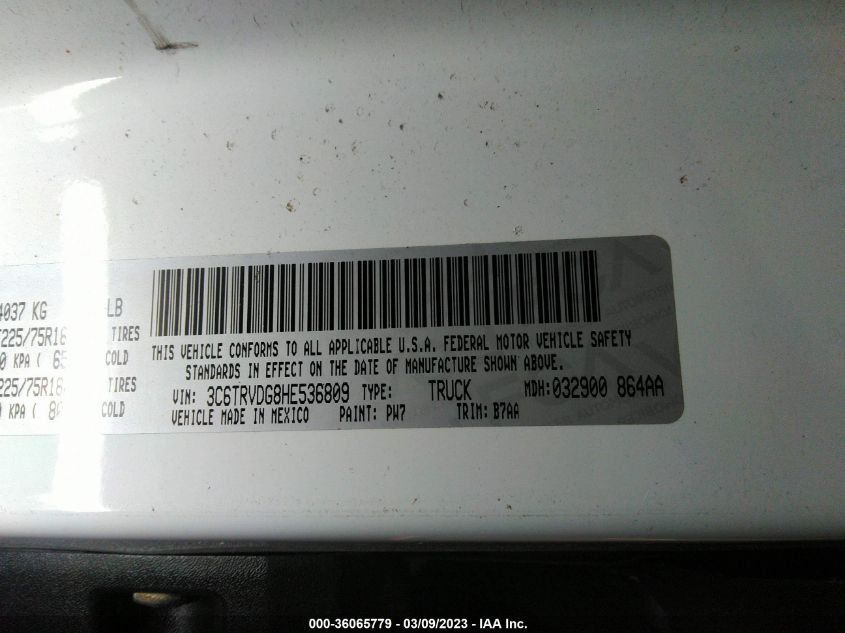 4037 KG LB
225/75R16 TIRES
KPA ( 65 COLD
225/75R16 TIRES
KPA ( 80 COLD
THIS VEHICLE CONFORMS TO ALL APPLICABLE U.S.A. FEDERAL MOTOR VEHICLE SAFETY
STANDARDS IN EFFECT ON THE DATE OF MANUFACTURE SHOWN ABOVE.
VIN: 3C6TRVDG8HE536809 TYPE: TRUCK MDH: 032900 864AA
VEHICLE MADE IN MEXICO PAINT: PW7 TRIM: B7AA
000-36065779 - 03/09/2023 - IAA Inc.